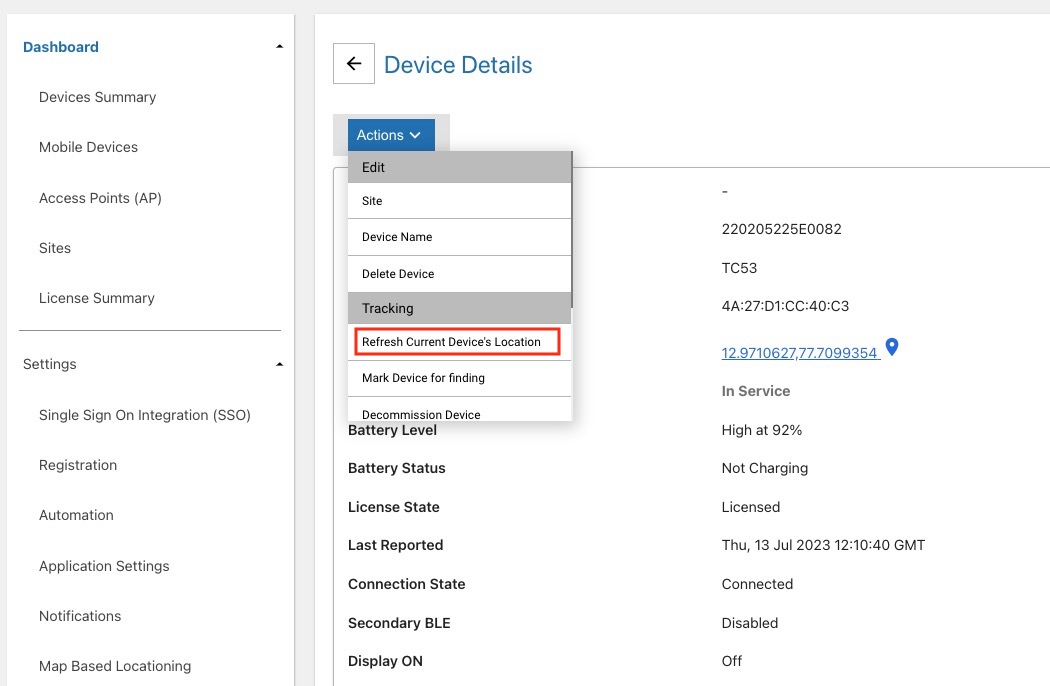 Dashboard
Devices Summary
Mobile Devices
Access Points (AP)
Sites
License Summary
Settings
Single Sign On Integration (SSO)
Registration
Automation
Application Settings
Notifications
Map Based Locationing
Device Details
Actions
Edit
Site
Device Name
Delete Device
Tracking
Refresh Current Device's Location
Mark Device for finding
Decommission Device
-
220205225E0082
TC53
4A:27:D1:CC:40:C3
12.9710627,77.7099354
In Service
Battery Level High at 92%
Battery Status Not Charging
License State Licensed
Last Reported Thu, 13 Jul 2023 12:10:40 GMT
Connection State Connected
Secondary BLE Disabled
Display ON Off